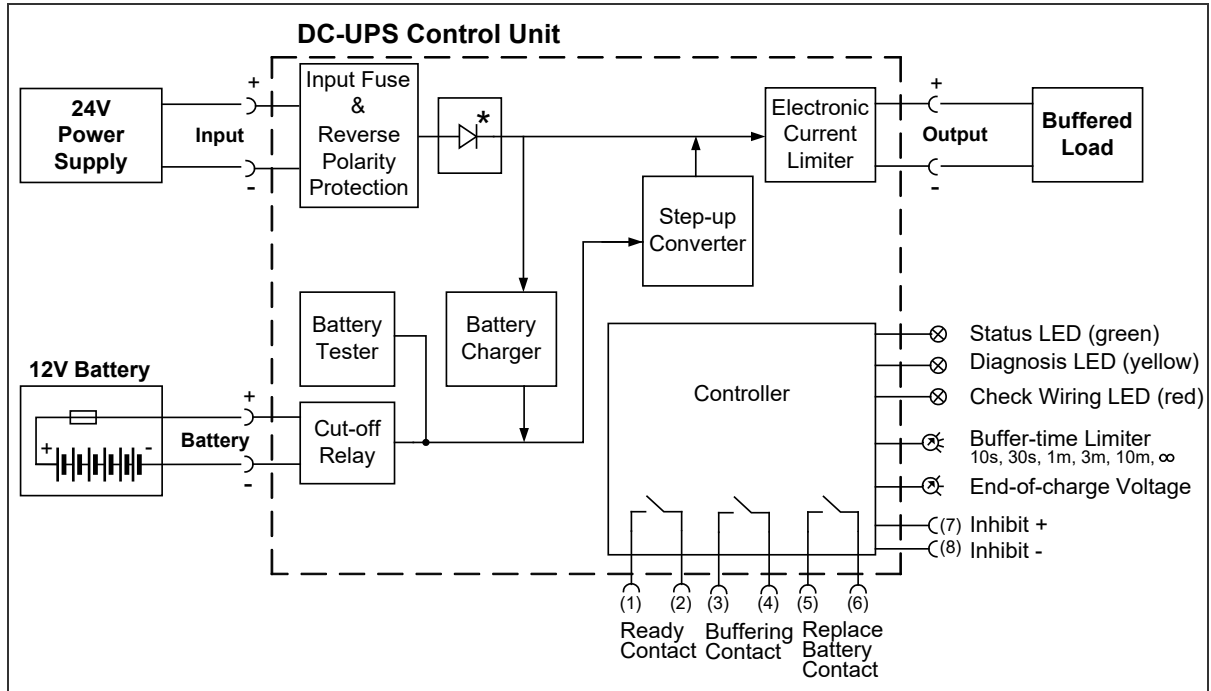 DC-UPS Control Unit
24V
Power
Supply
+
Input
-
Input Fuse
&
Reverse
Polarity
Protection
*
Electronic
Current
Limiter
+
Output
-
Buffered
Load
Step-up
Converter
Battery
Tester
Battery
Charger
12V Battery
+ -
+
Battery
-
Cut-off
Relay
Controller
Status LED (green)
Diagnosis LED (yellow)
Check Wiring LED (red)
Buffer-time Limiter
10s, 30s, 1m, 3m, 10m, ∞
End-of-charge Voltage
(7) Inhibit +
(8) Inhibit -
(1) (2) (3) (4) (5) (6)
Ready
Contact
Buffering
Contact
Replace
Battery
Contact